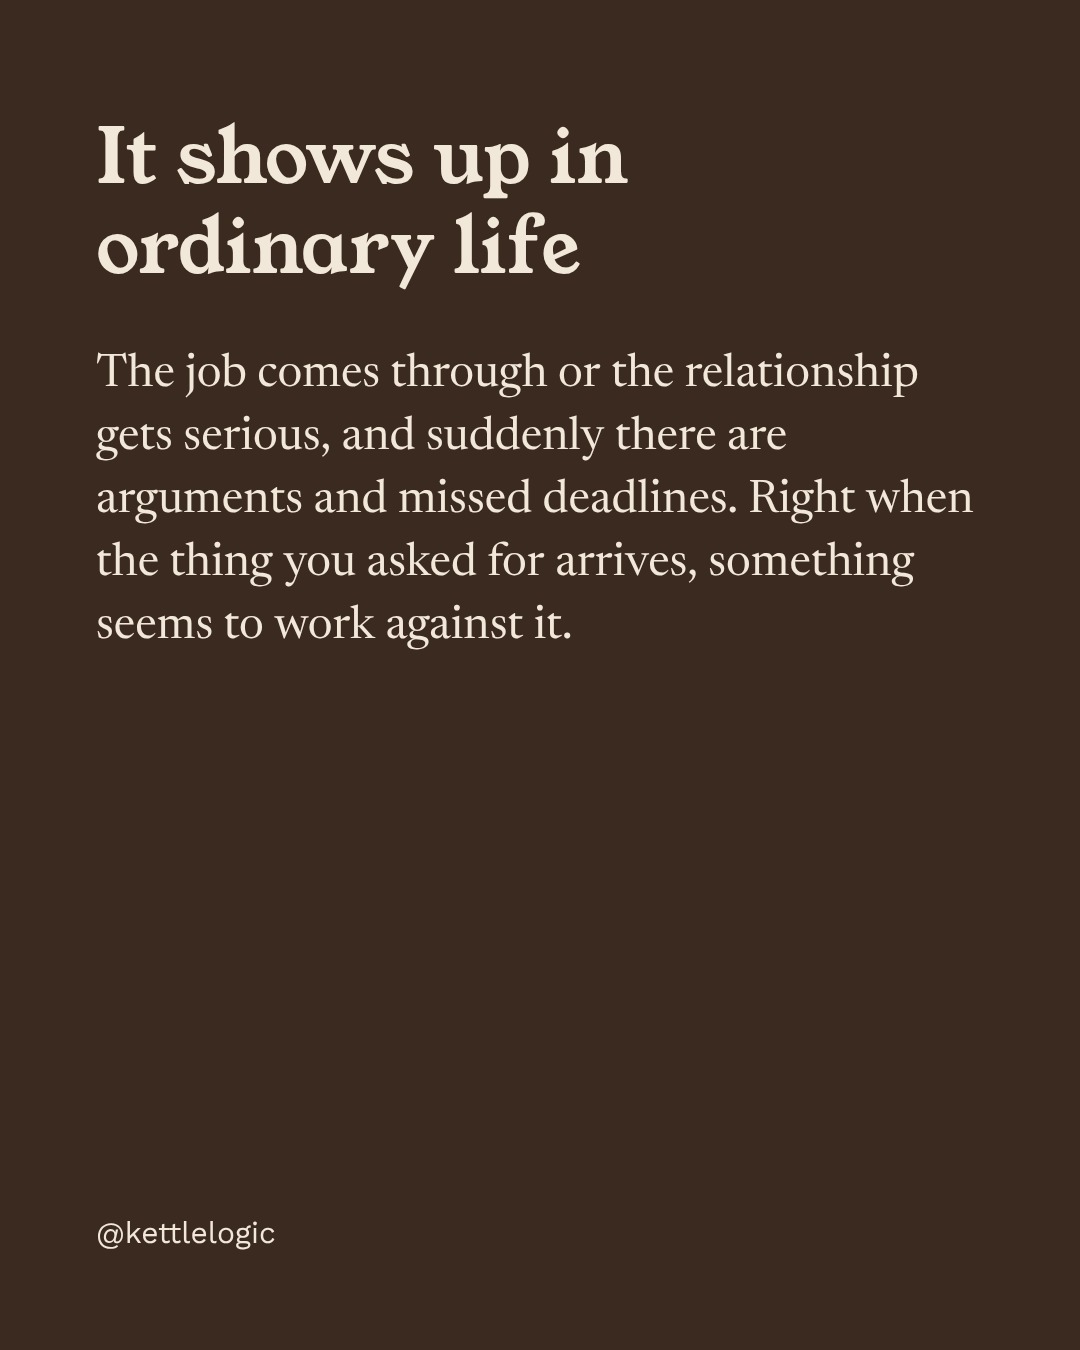 It shows up in
ordinary life
The job comes through or the relationship
gets serious, and suddenly there are
arguments and missed deadlines. Right when
the thing you asked for arrives, something
seems to work against it.
@kettlelogic